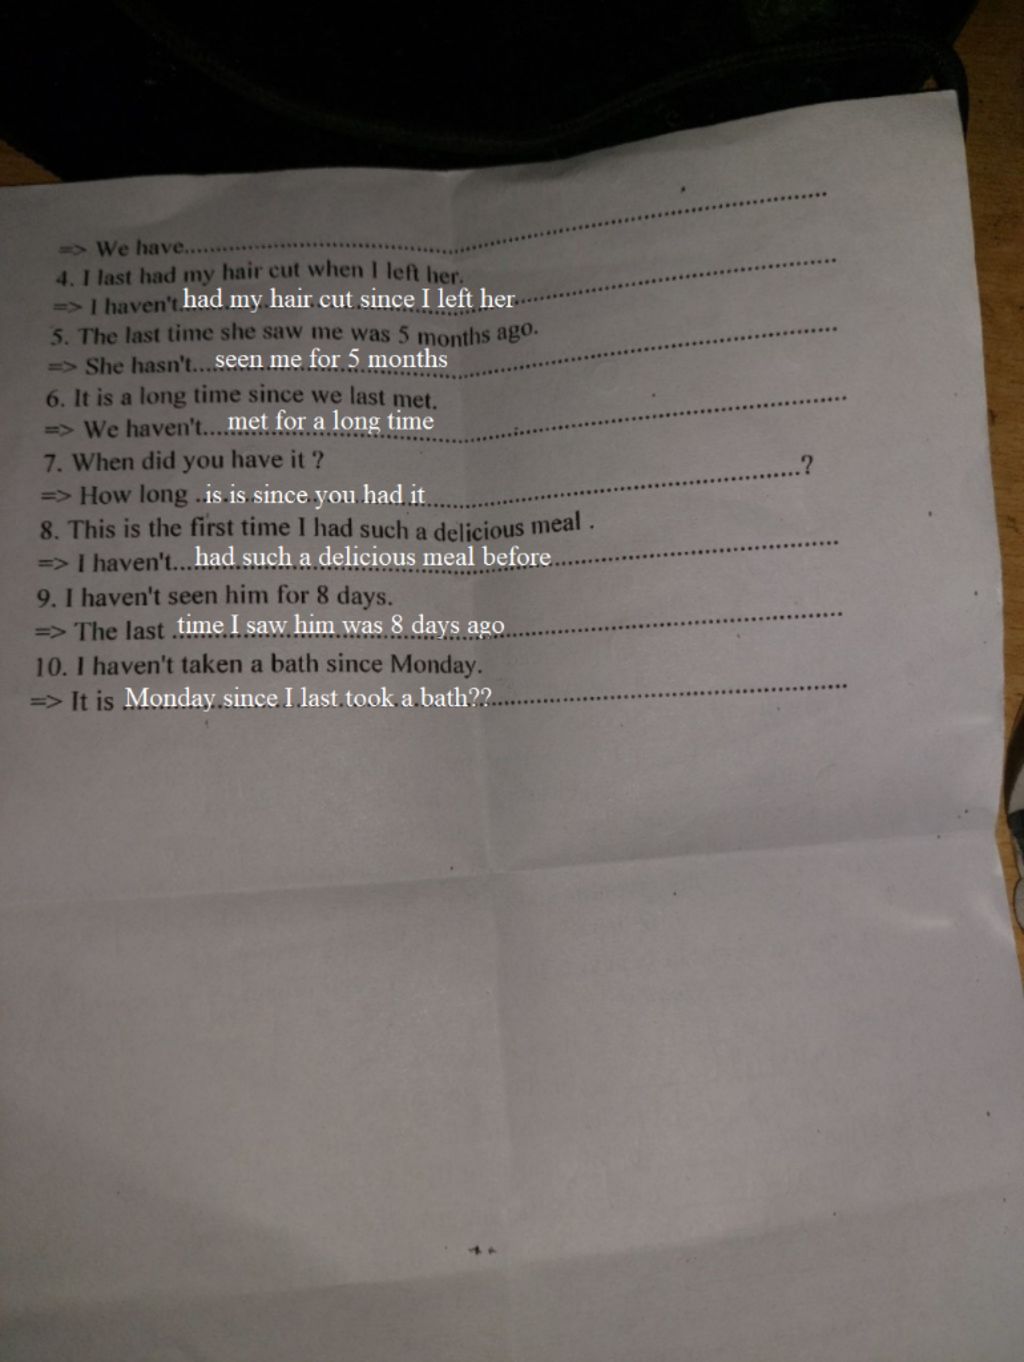 => We have....................................................................................
4. I last had my hair cut when I left her.
=> I haven't had my hair cut since I left her....................................
5. The last time she saw me was 5 months ago.
=> She hasn't... seen me for 5 months....................................
6. It is a long time since we last met.
=> We haven't.... met for a long time....................................
7. When did you have it ?
=> How long . is is since you had it....................................?
8. This is the first time I had such a delicious meal .
=> I haven't... had such a delicious meal before....................................
9. I haven't seen him for 8 days.
=> The last time I saw him was 8 days ago....................................
10. I haven't taken a bath since Monday.
=> It is Monday since I last took a bath??....................................